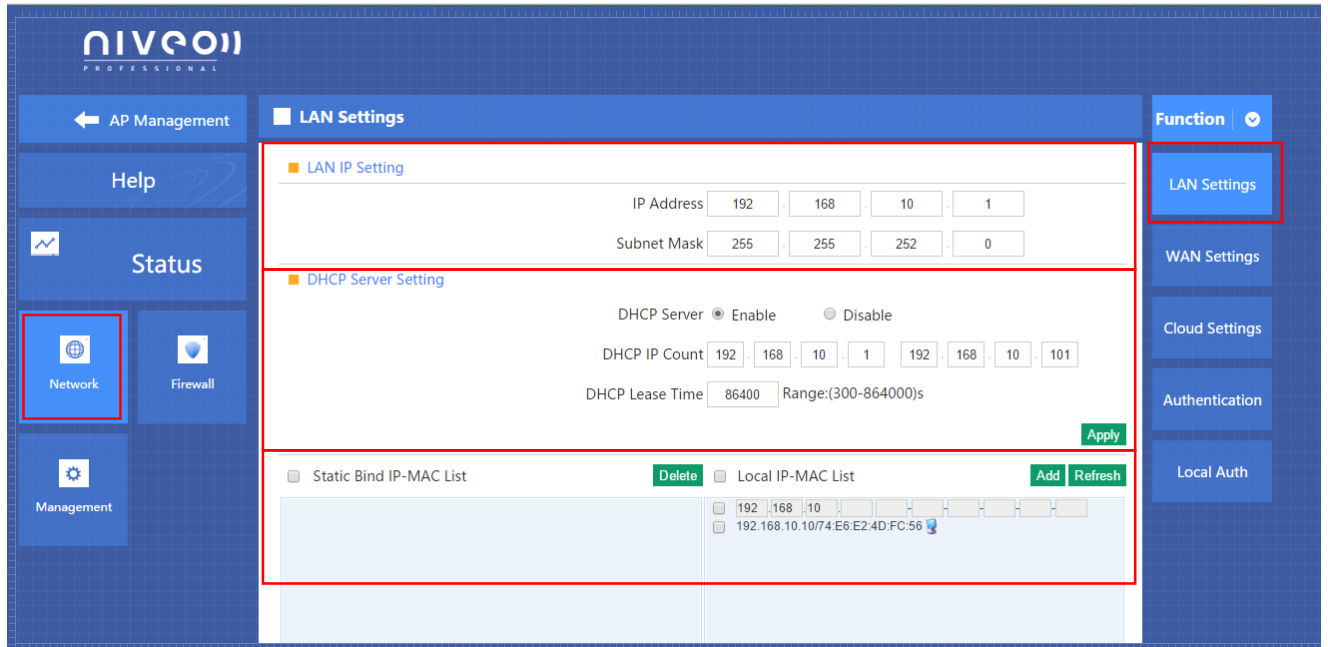 niveo
PROFESSIONAL
AP Management
LAN Settings
Function
Help
LAN IP Setting
IP Address 192 . 168 . 10 . 1
Subnet Mask 255 . 255 . 252 . 0
LAN Settings
Status
WAN Settings
DHCP Server Setting
DHCP Server Enable Disable
DHCP IP Count 192 . 168 . 10 . 1 192 . 168 . 10 . 101
DHCP Lease Time 86400 Range:(300-864000)s
Apply
Cloud Settings
Network
Firewall
Authentication
Static Bind IP-MAC List Delete
Local IP-MAC List Add Refresh
Local Auth
Management
192 .168 .10 . - - - - -
192.168.10.10/74:E6:E2:4D:FC:56